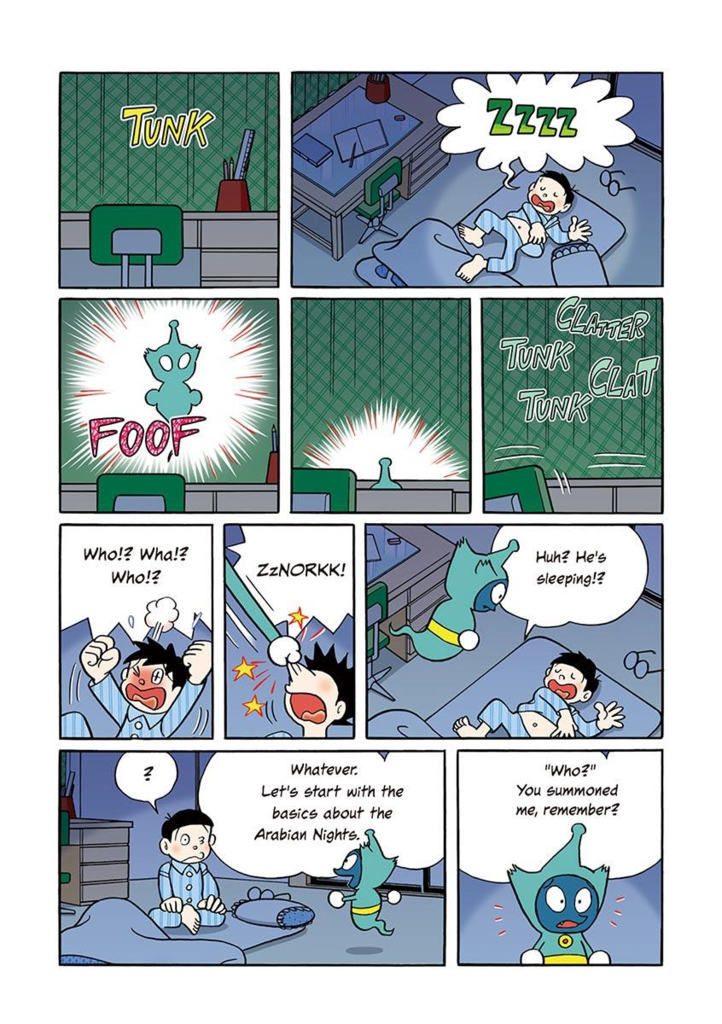 Zzzz
TUNK
CLATTER
TUNK
CLAT
TUNK
FOOF
Huh? He's
sleeping!?
ZzNORKK!
Who!? Wha!?
Who!?
"Who?"
You summoned
me, remember?
Whatever.
Let's start with the
basics about the
Arabian Nights.
?